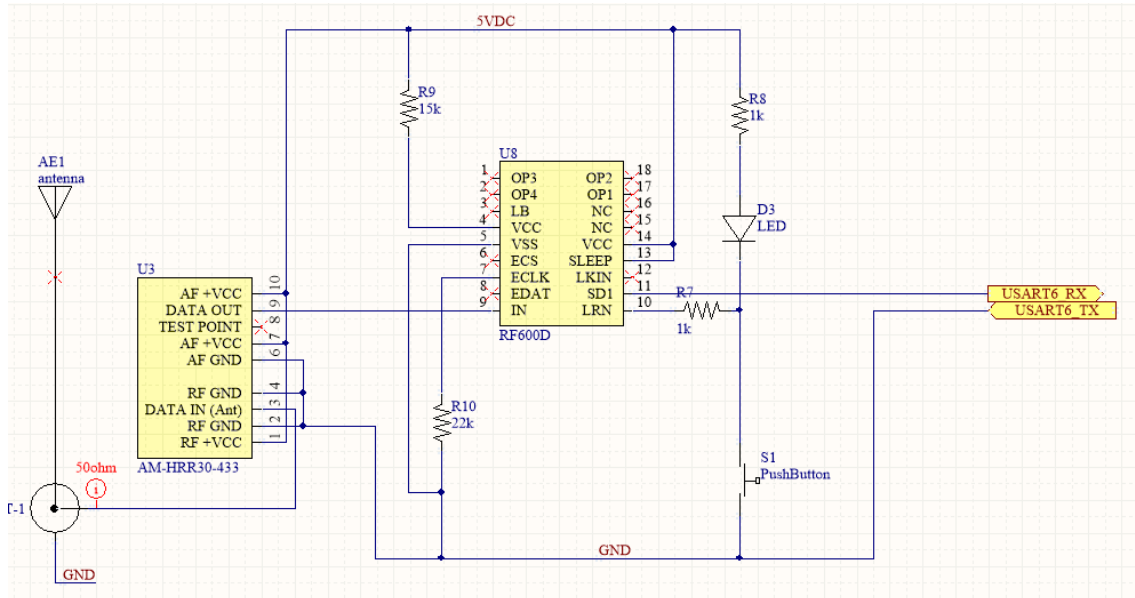 5VDC
R9
15k
R8
1k
AE1
antenna
U8
1 OP3 OP2 18
2 OP4 OP1 17
3 LB NC 16
4 VCC NC 15
5 VSS VCC 14
6 ECS SLEEP 13
7 ECLK LKIN 12
8 EDAT SD1 11
9 IN LRN 10
RF600D
D3
LED
U3
AF +VCC 10
DATA OUT 9
TEST POINT 8
AF +VCC 7
AF GND 6
RF GND 4
DATA IN (Ant) 3
RF GND 2
RF +VCC 1
AM-HRR30-433
R7
1k
USART6_RX
USART6_TX
R10
22k
50ohm
i
T-1
S1
PushButton
GND
GND